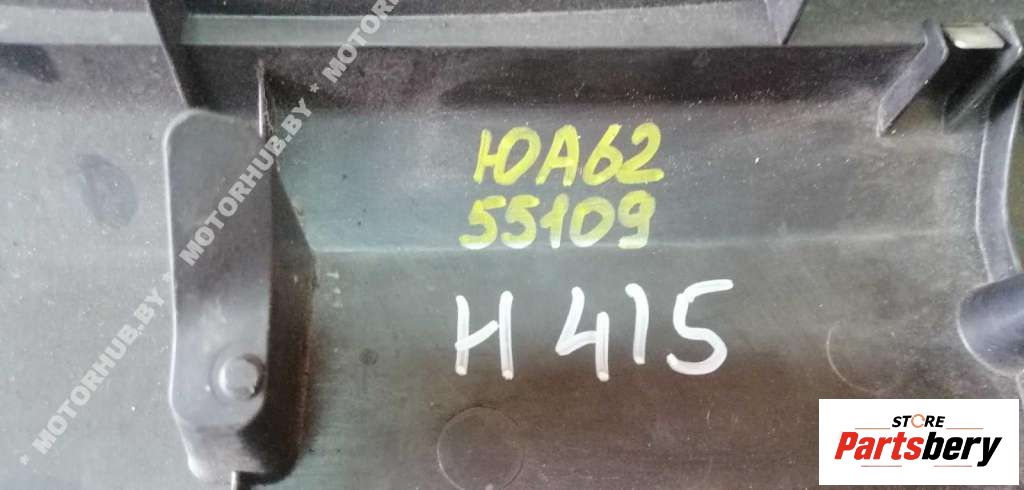 * MOTORHUB.BY * MOTORHUB.BY * MOTORHUB.BY
ЮА62
55109
Н 415
STORE
Partsbery